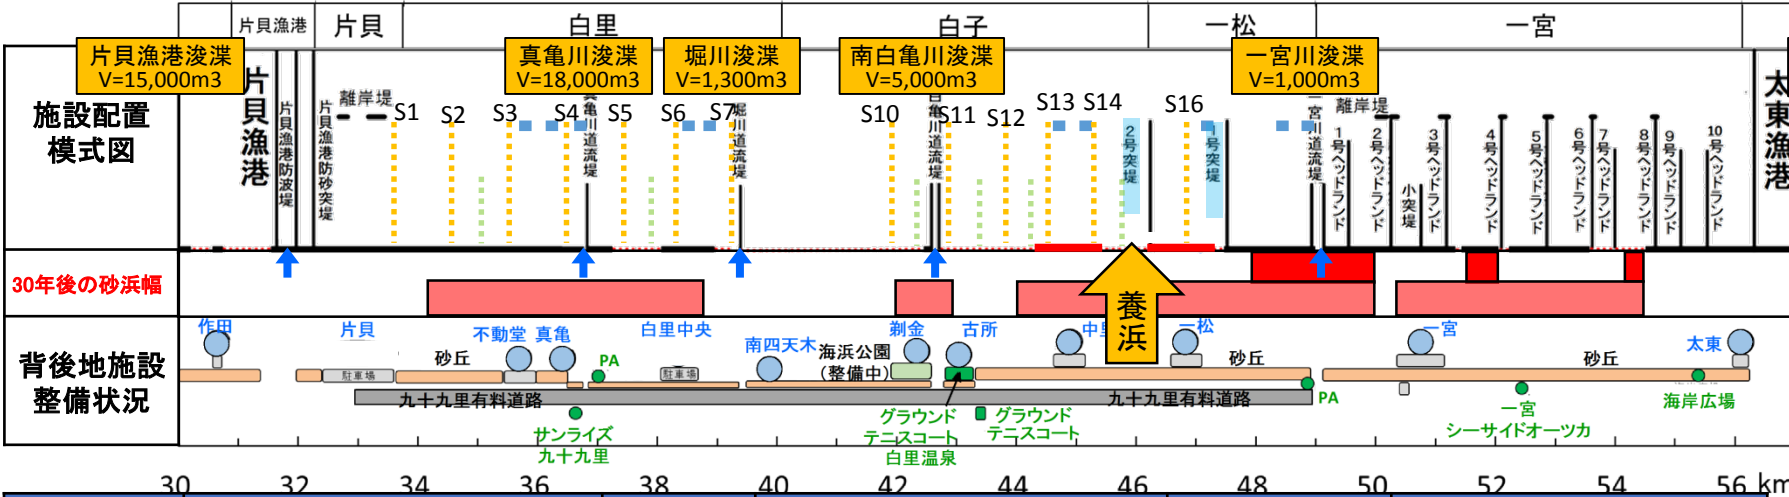 片貝漁港
片貝
白里
白子
一松
一宮
片貝漁港浚渫
V=15,000m3
真亀川浚渫
V=18,000m3
堀川浚渫
V=1,300m3
南白亀川浚渫
V=5,000m3
一宮川浚渫
V=1,000m3
施設配置
模式図
片貝漁港
片貝漁港防波堤
片貝漁港防砂突堤
離岸堤
S1
S2
S3
S4
真亀川道流堤
S5
S6
S7
堀川道流堤
S10
白亀川道流堤
S11
S12
S13
S14
2号突堤
S16
号突堤
一宮川道流堤
離岸堤
1号ヘッドランド
2号ヘッドランド
小突堤
3号ヘッドランド
4号ヘッドランド
5号ヘッドランド
6号ヘッドランド
7号ヘッドランド
8号ヘッドランド
9号ヘッドランド
10号ヘッドランド
太東漁港
30年後の砂浜幅
養浜
背後地施設
整備状況
作田
片貝
不動堂
真亀
白里中央
南四天木
剃金
古所
中里
一松
一宮
太東
駐車場
砂丘
PA
駐車場
海浜公園
(整備中)
砂丘
砂丘
九十九里有料道路
九十九里有料道路
PA
サンライズ
九十九里
グラウンド
テニスコート
白里温泉
グラウンド
テニスコート
一宮
シーサイドオーツカ
海岸広場
30
32
34
36
38
40
42
44
46
48
50
52
54
56
km